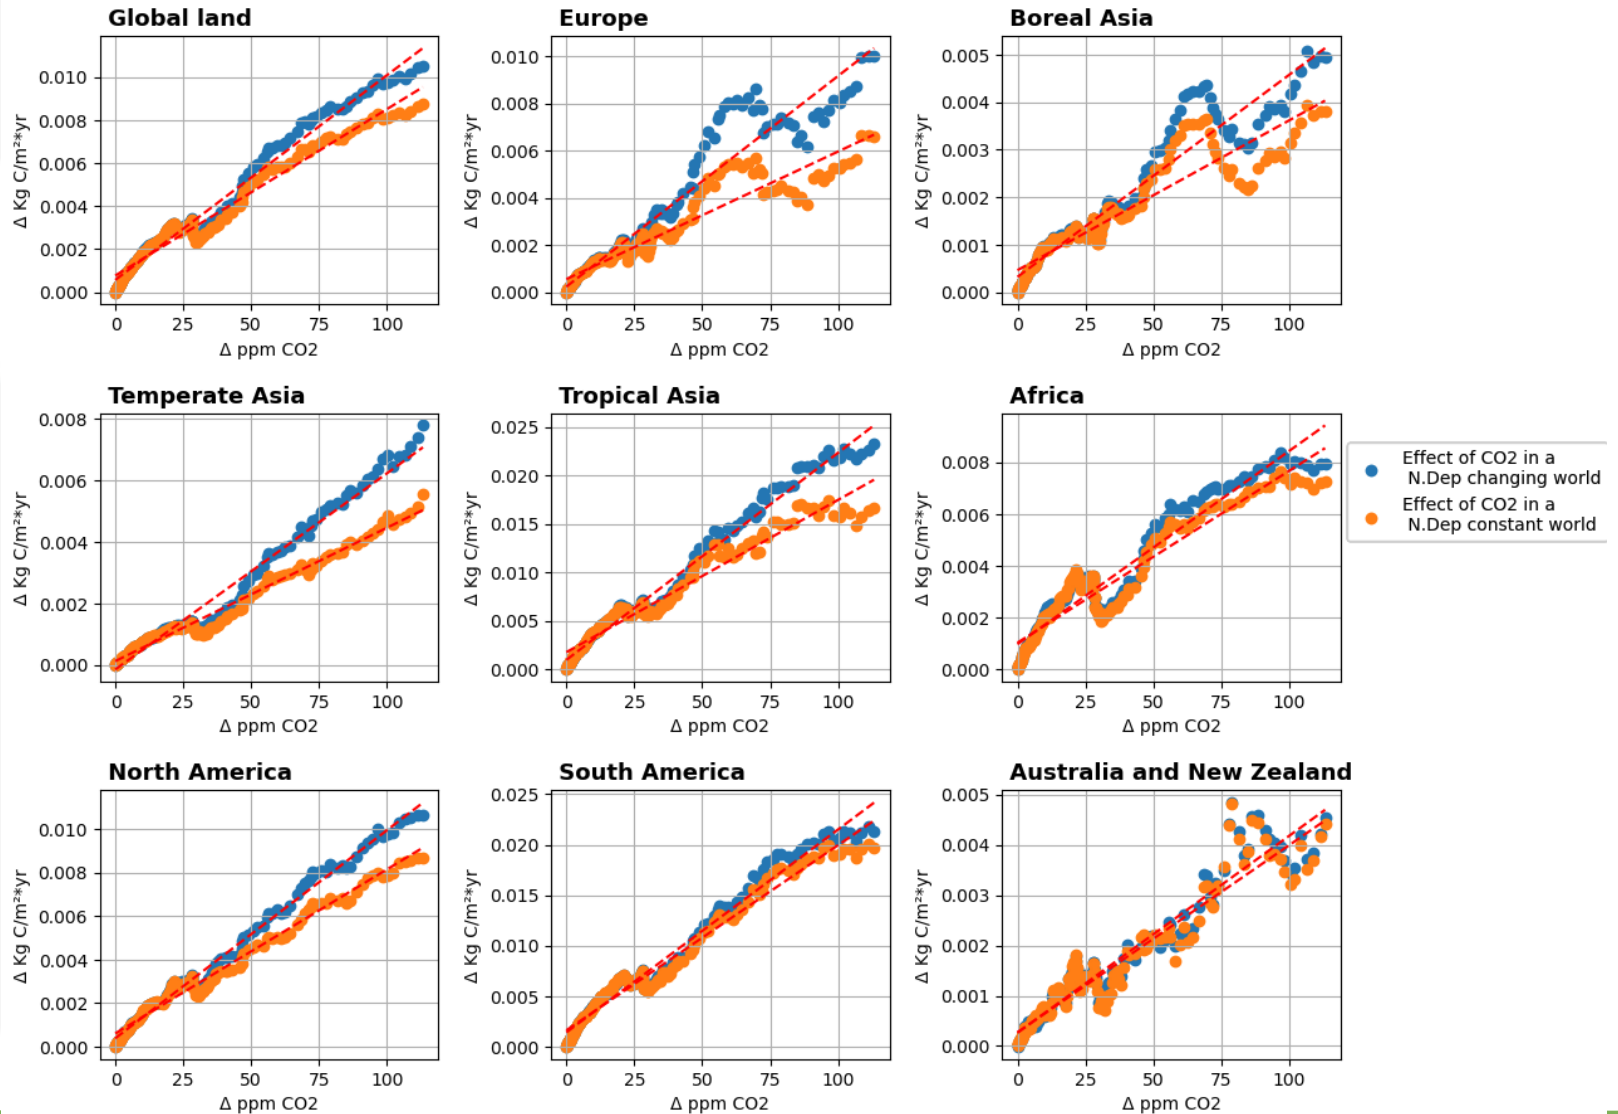 Global land
Europe
Boreal Asia
0.010
0.008
0.006
0.004
0.002
0.000
Δ Kg C/m²*yr
0 25 50 75 100
Δ ppm CO2
0.010
0.008
0.006
0.004
0.002
0.000
Δ Kg C/m²*yr
0 25 50 75 100
Δ ppm CO2
0.005
0.004
0.003
0.002
0.001
0.000
Δ Kg C/m²*yr
0 25 50 75 100
Δ ppm CO2
Temperate Asia
Tropical Asia
Africa
0.008
0.006
0.004
0.002
0.000
Δ Kg C/m²*yr
0 25 50 75 100
Δ ppm CO2
0.025
0.020
0.015
0.010
0.005
0.000
Δ Kg C/m²*yr
0 25 50 75 100
Δ ppm CO2
0.008
0.006
0.004
0.002
0.000
Δ Kg C/m²*yr
0 25 50 75 100
Δ ppm CO2
Effect of CO2 in a
N.Dep changing world
Effect of CO2 in a
N.Dep constant world
North America
South America
Australia and New Zealand
0.010
0.008
0.006
0.004
0.002
0.000
Δ Kg C/m²*yr
0 25 50 75 100
Δ ppm CO2
0.025
0.020
0.015
0.010
0.005
0.000
Δ Kg C/m²*yr
0 25 50 75 100
Δ ppm CO2
0.005
0.004
0.003
0.002
0.001
0.000
Δ Kg C/m²*yr
0 25 50 75 100
Δ ppm CO2